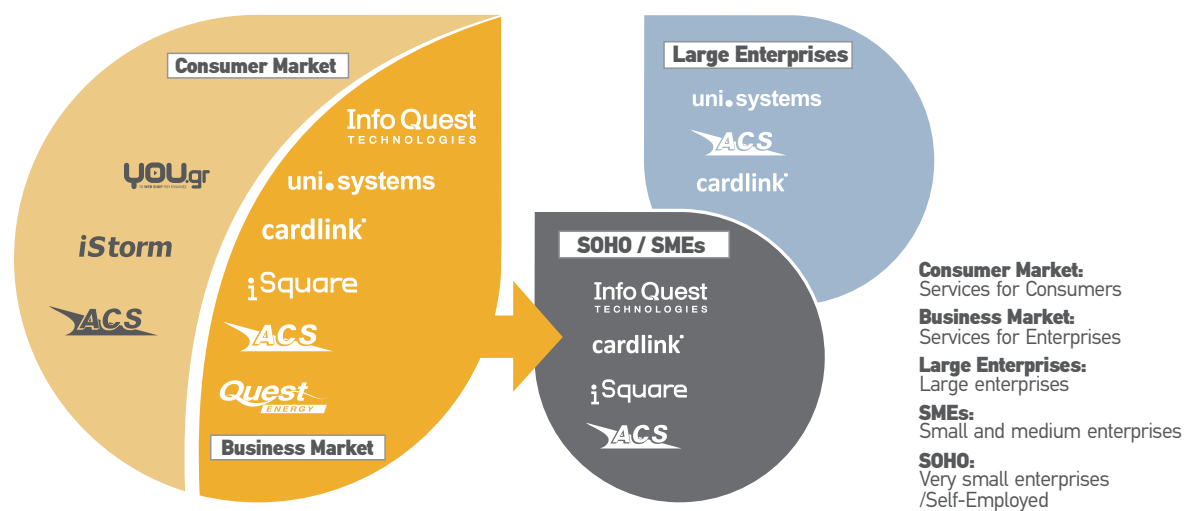 Consumer Market
YOU.gr
iStorm
ACS
Info Quest
TECHNOLOGIES
uni.systems
cardlink
iSquare
ACS
Quest
ENERGY
Business Market
Large Enterprises
uni.systems
ACS
cardlink
SOHO / SMEs
Info Quest
TECHNOLOGIES
cardlink
iSquare
ACS
Consumer Market:
Services for Consumers
Business Market:
Services for Enterprises
Large Enterprises:
Large enterprises
SMEs:
Small and medium enterprises
SOHO:
Very small enterprises
/Self-Employed